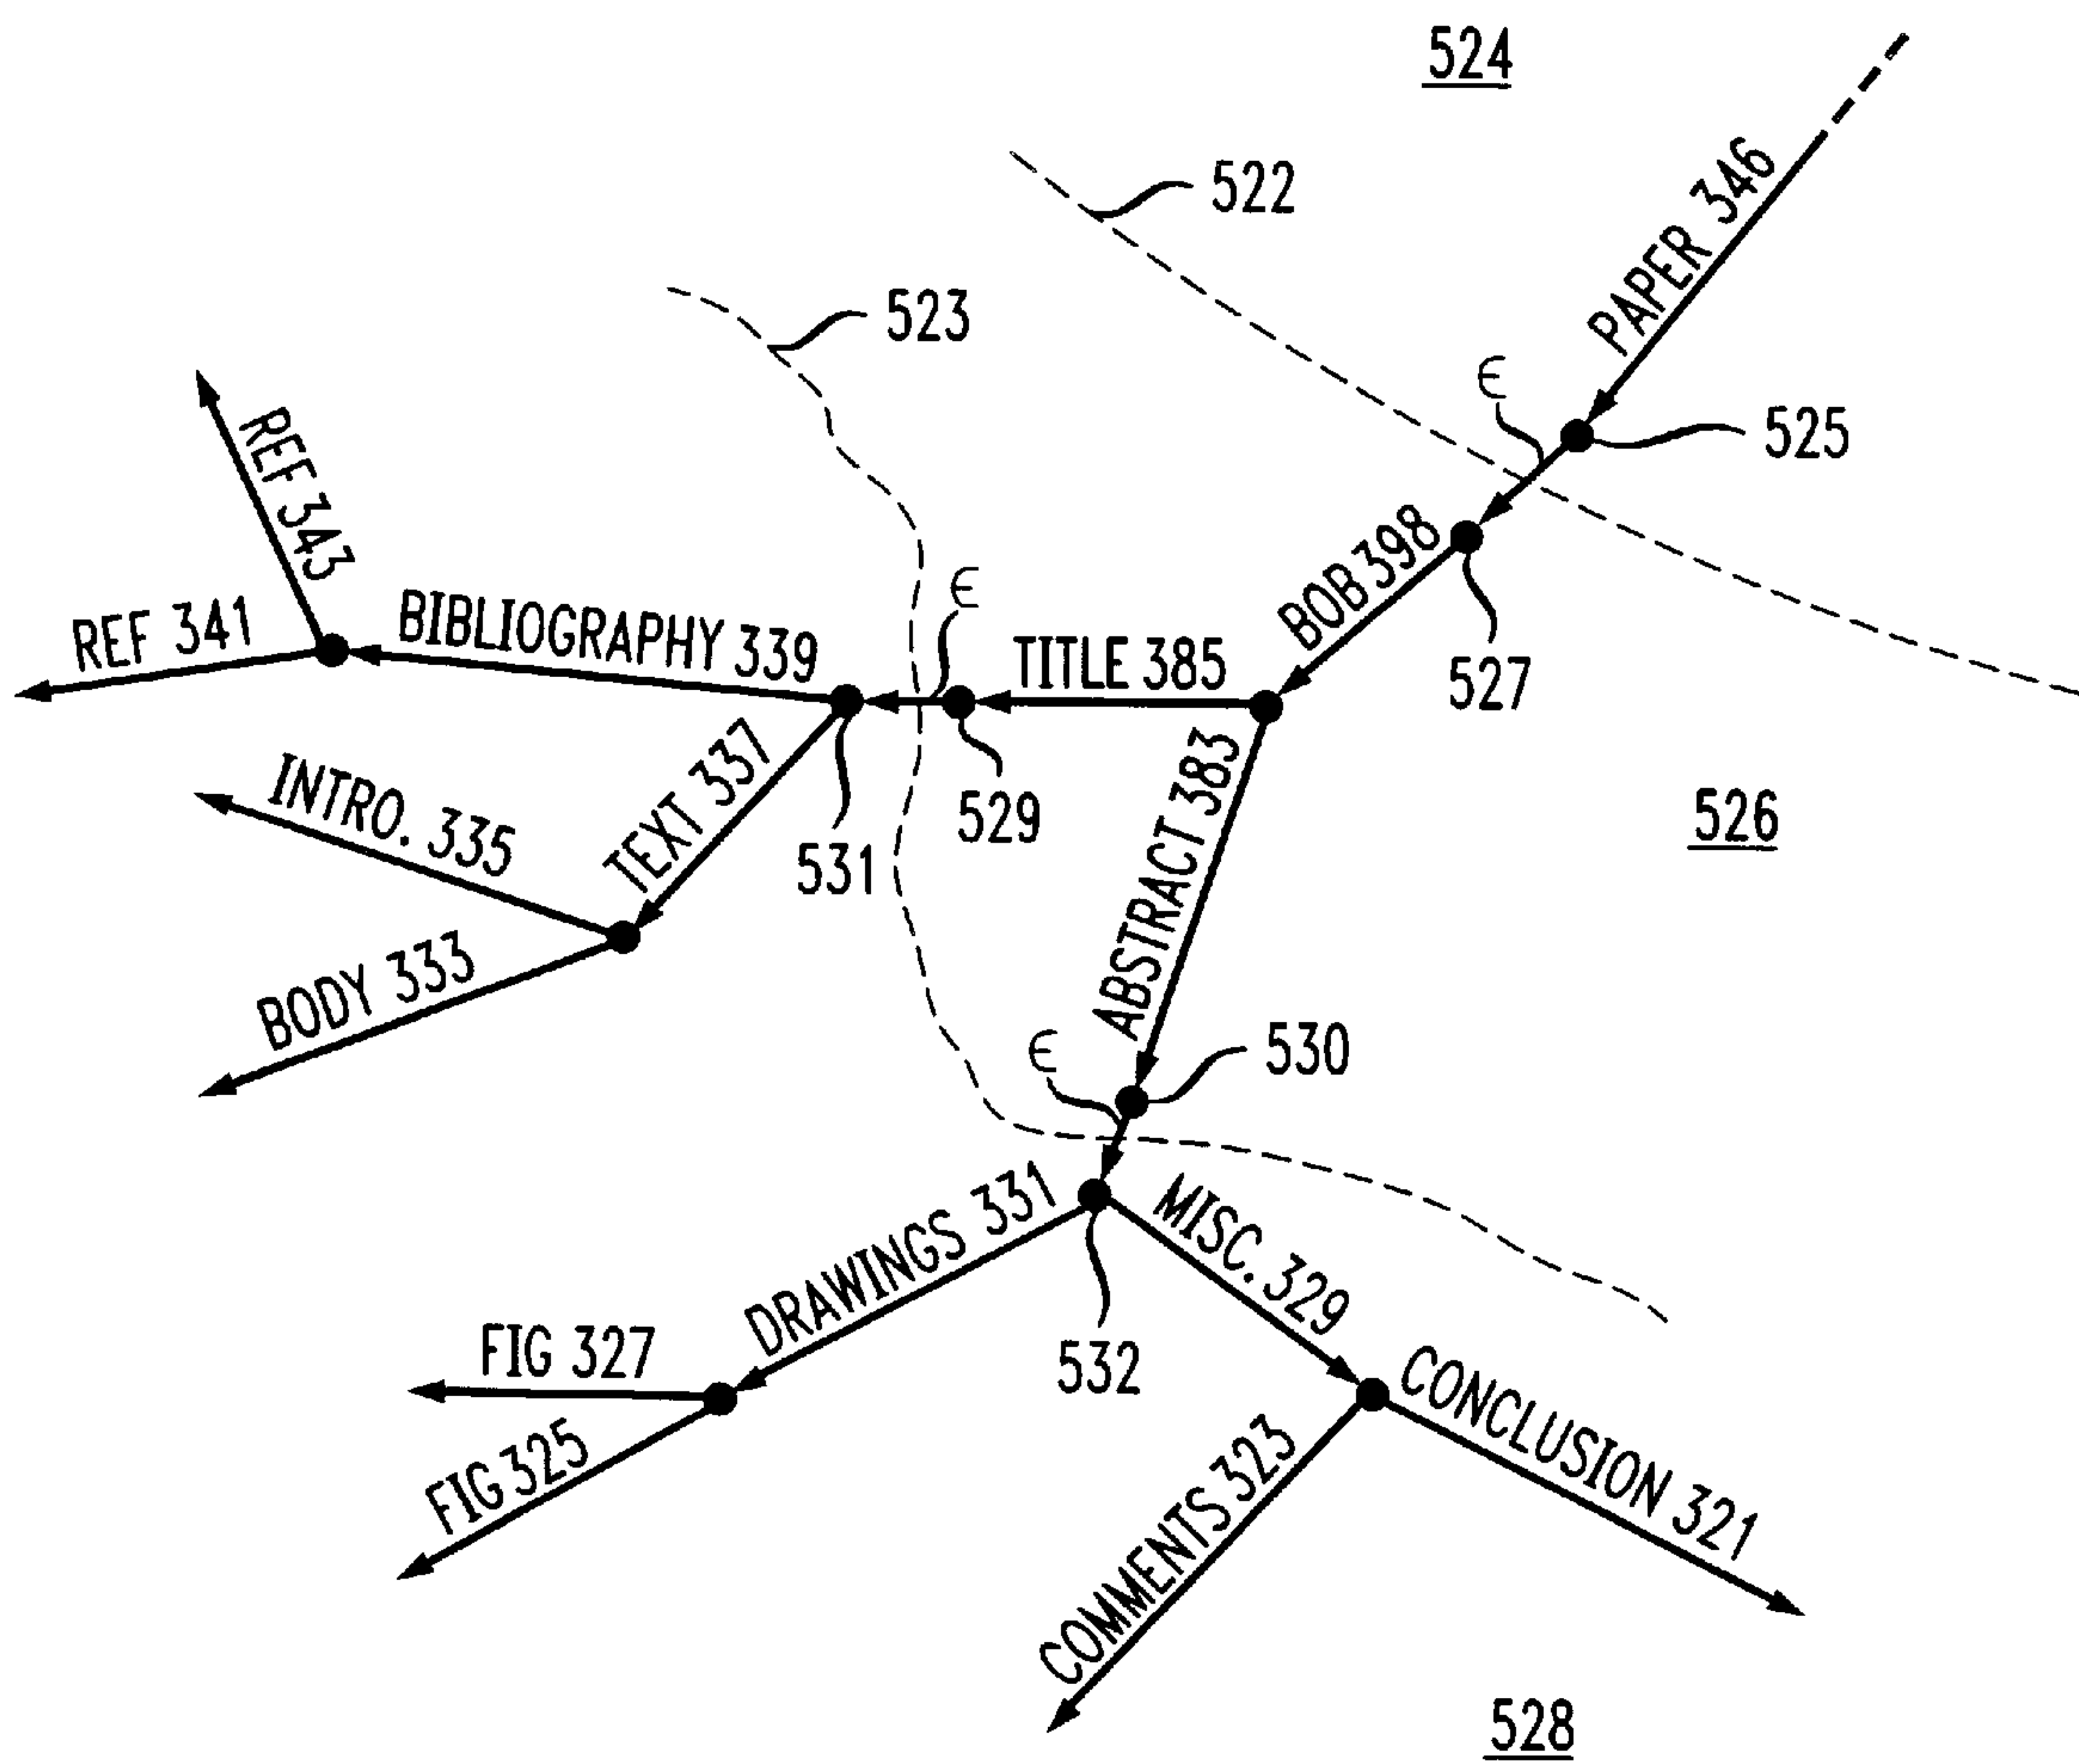 524
522
PAPER 346
523
ϵ
525
REF 343
BOB 398
REF 341
BIBLIOGRAPHY 339
ϵ
TITLE 385
527
INTRO. 335
TEXT 337
531
529
ABSTRACT 383
526
BODY 333
ϵ
530
DRAWINGS 331
MISC. 329
532
FIG 327
FIG 325
CONCLUSION 321
COMMENTS 323
528